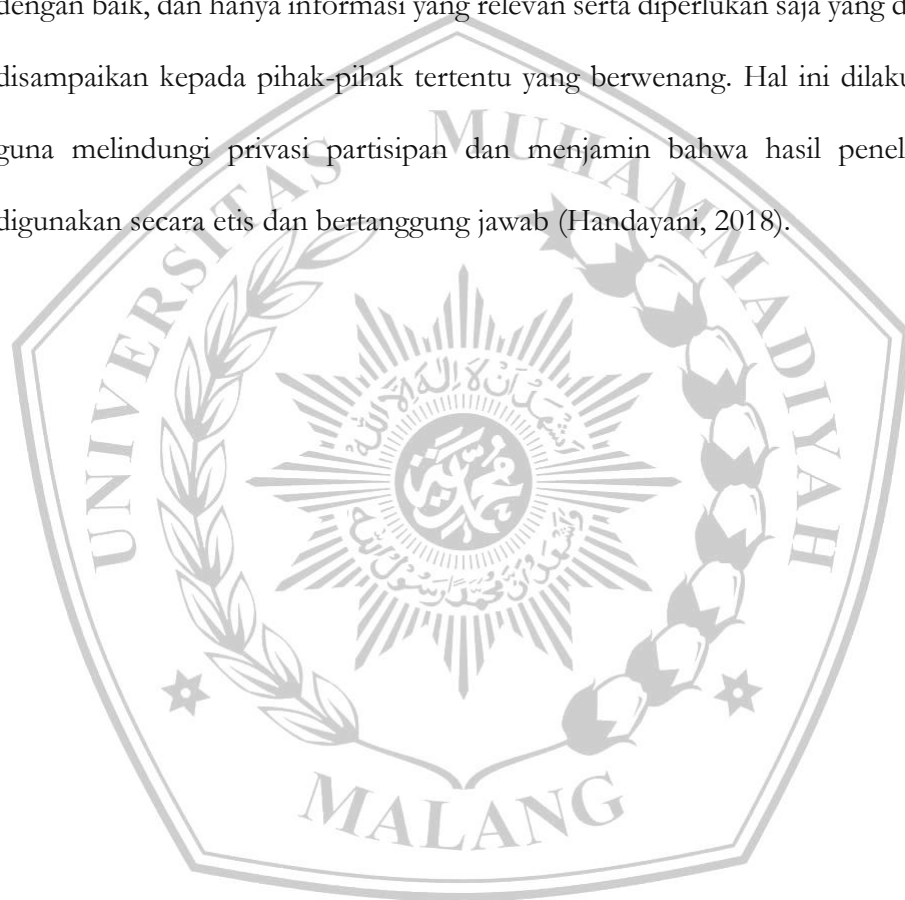 dengan baik, dan hanya informasi yang relevan serta diperlukan saja yang d
disampaikan kepada pihak-pihak tertentu yang berwenang. Hal ini dilaku
guna melindungi privasi partisipan dan menjamin bahwa hasil penel
digunakan secara etis dan bertanggung jawab (Handayani, 2018).
UNIVERSITAS MUHAMMADIYAH
MALANG